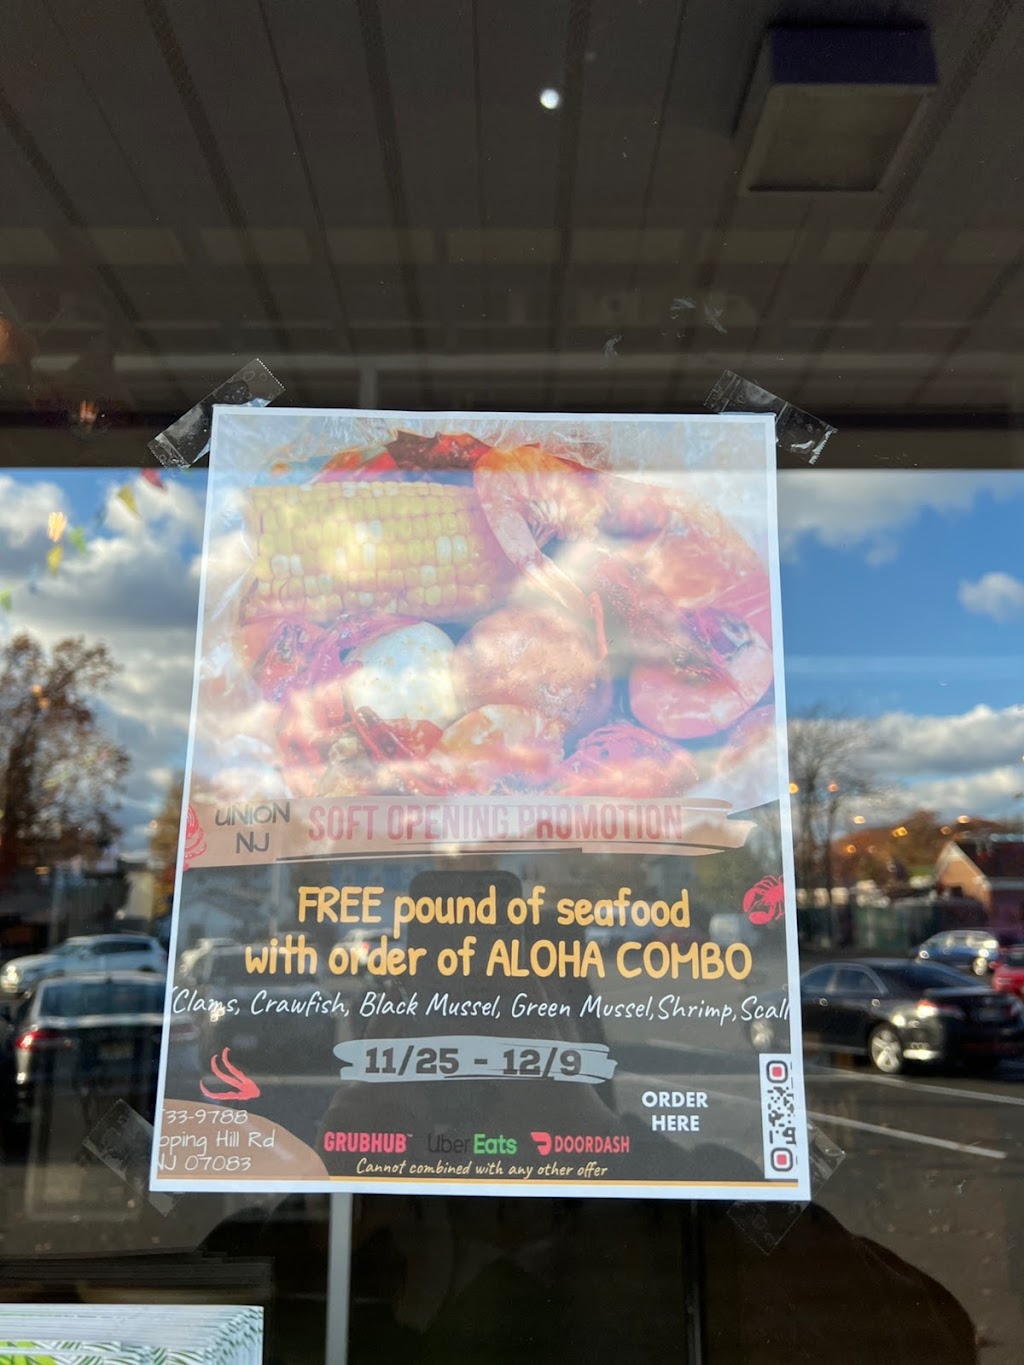 UNION
NJ
SOFT OPENING PROMOTION
FREE pound of seafood
with order of ALOHA COMBO
(Clams, Crawfish, Black Mussel, Green Mussel,Shrimp,Scall
11/25 - 12/9
ORDER
HERE
33-9788
pping Hill Rd
NJ 07083
GRUBHUB Uber Eats DOORDASH
Cannot combined with any other offer